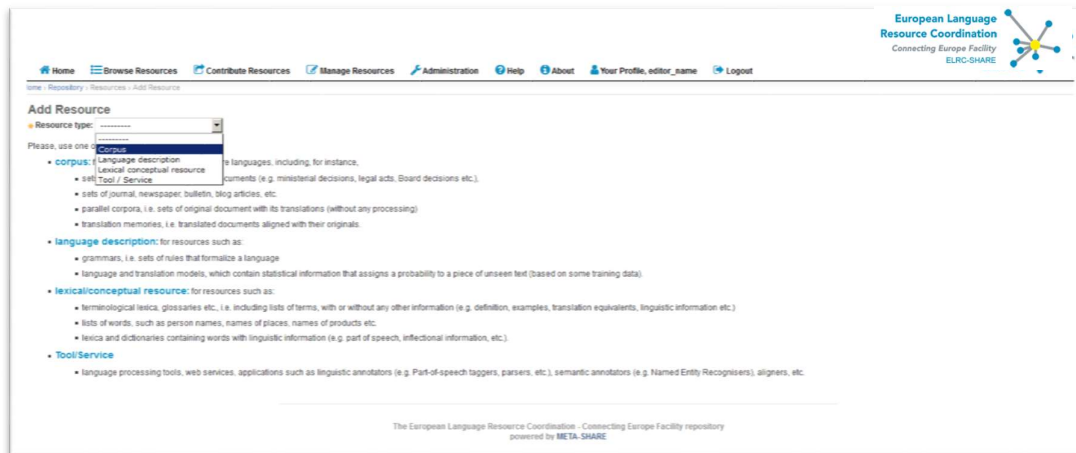 European Language
Resource Coordination
Connecting Europe Facility
ELRC-SHARE
Home Browse Resources Contribute Resources Manage Resources Administration Help About Your Profile, editor_name Logout
ome › Repository › Resources › Add Resource
Add Resource
Resource type: ---------
---------
Please, use one o
Corpus
Language description
Lexical conceptual resource
Tool / Service
• corpus: re languages, including, for instance,
• set cuments (e.g. ministerial decisions, legal acts, Board decisions etc.),
• sets of journal, newspaper, bulletin, blog articles, etc.
• parallel corpora, i.e. sets of original document with its translations (without any processing)
• translation memories, i.e. translated documents aligned with their originals.
• language description: for resources such as:
• grammars, i.e. sets of rules that formalize a language
• language and translation models, which contain statistical information that assigns a probability to a piece of unseen text (based on some training data).
• lexical/conceptual resource: for resources such as:
• terminological lexica, glossaries etc., i.e. including lists of terms, with or without any other information (e.g. definition, examples, translation equivalents, linguistic information etc.)
• lists of words, such as person names, names of places, names of products etc.
• lexica and dictionaries containing words with linguistic information (e.g. part of speech, inflectional information, etc.).
• Tool/Service
• language processing tools, web services, applications such as linguistic annotators (e.g. Part-of-speech taggers, parsers, etc.), semantic annotators (e.g. Named Entity Recognisers), aligners, etc.
The European Language Resource Coordination - Connecting Europe Facility repository
powered by META-SHARE